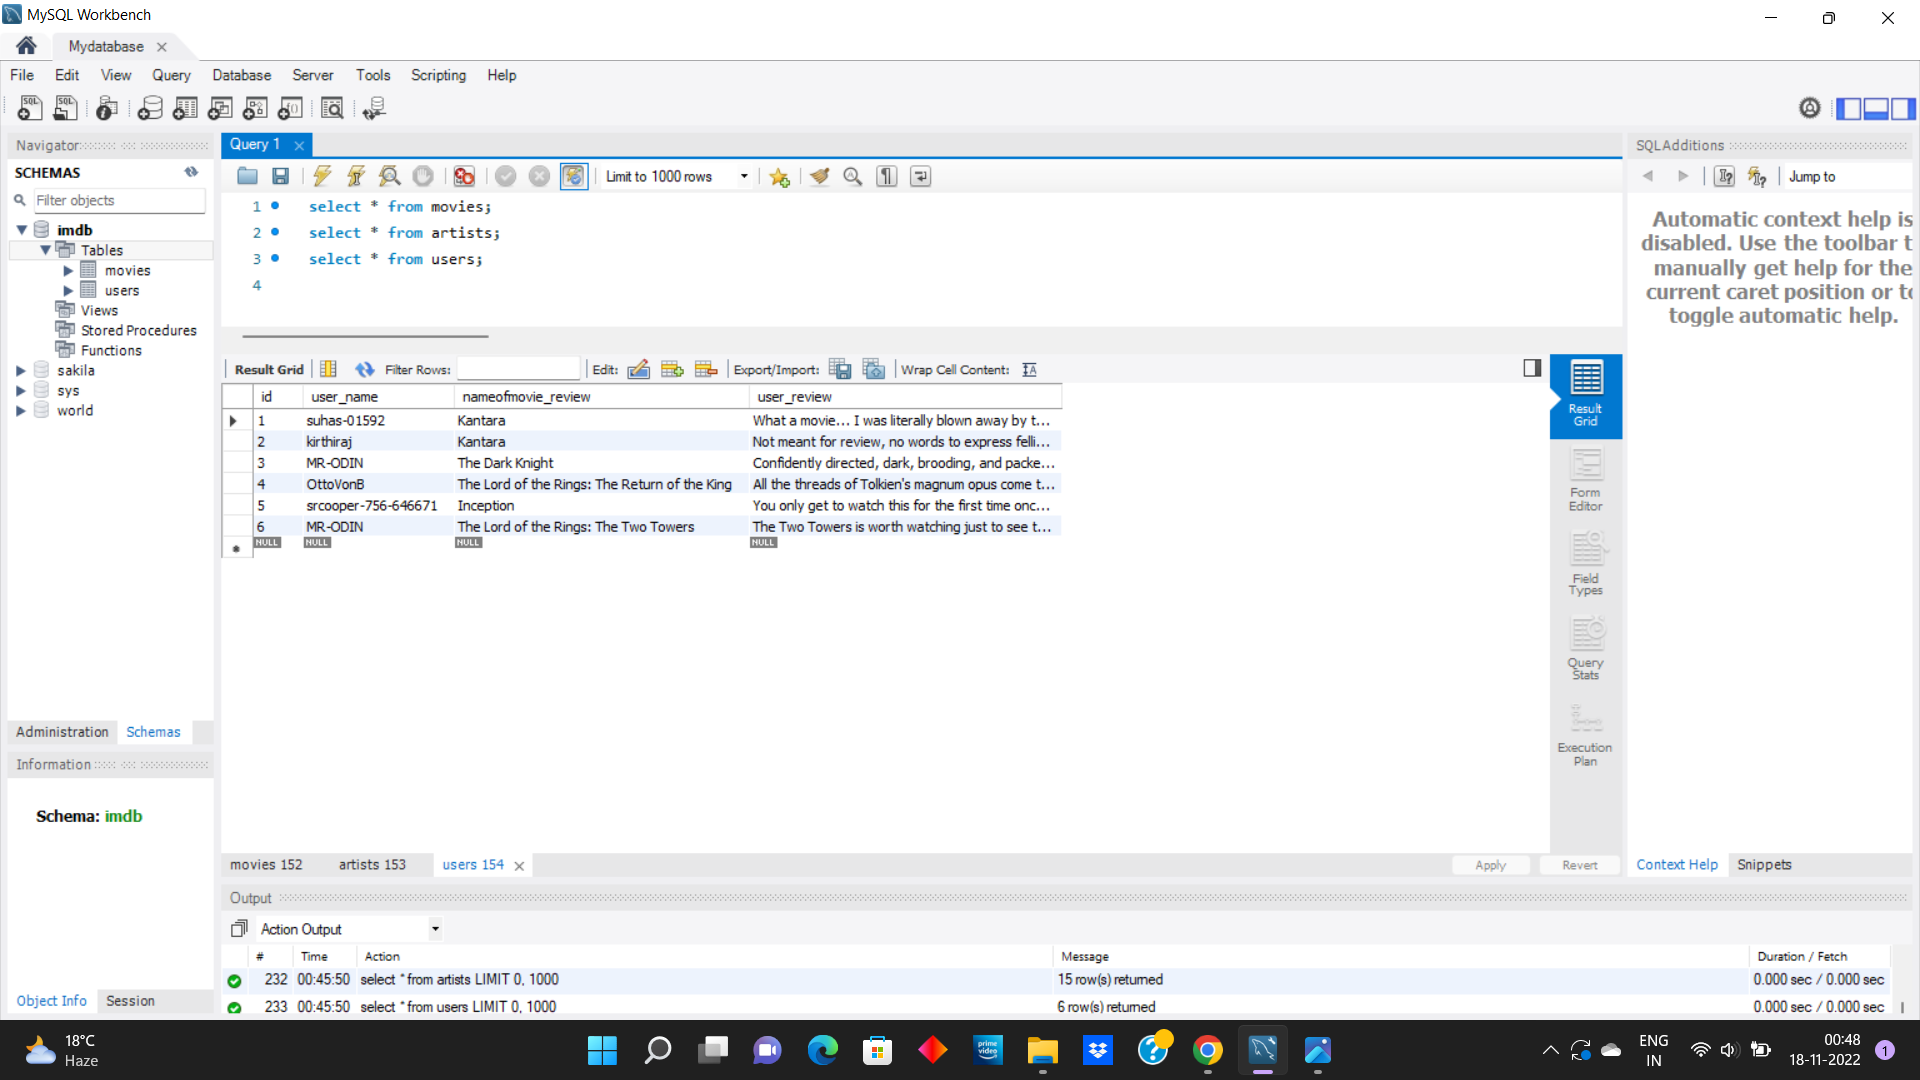 MySQL Workbench
Mydatabase
File Edit View Query Database Server Tools Scripting Help
Navigator
SCHEMAS
Filter objects
imdb
Tables
movies
users
Views
Stored Procedures
Functions
sakila
sys
world
Administration Schemas
Information
Schema: imdb
Object Info Session
Query 1
Limit to 1000 rows
1 select * from movies;
2 select * from artists;
3 select * from users;
4
Result Grid Filter Rows: Edit: Export/Import: Wrap Cell Content:
id user_name nameofmovie_review user_review
1 suhas-01592 Kantara What a movie... I was literally blown away by t...
2 kirthiraj Kantara Not meant for review, no words to express felli...
3 MR-ODIN The Dark Knight Confidently directed, dark, brooding, and packe...
4 OttoVonB The Lord of the Rings: The Return of the King All the threads of Tolkien's magnum opus come t...
5 srcooper-756-646671 Inception You only get to watch this for the first time onc...
6 MR-ODIN The Lord of the Rings: The Two Towers The Two Towers is worth watching just to see t...
NULL NULL NULL NULL
Result
Grid
Form
Editor
Field
Types
Query
Stats
Execution
Plan
movies 152 artists 153 users 154
Apply Revert
SQLAdditions
Jump to
Automatic context help is
disabled. Use the toolbar t
manually get help for the
current caret position or to
toggle automatic help.
Context Help Snippets
Output
Action Output
# Time Action Message Duration / Fetch
232 00:45:50 select * from artists LIMIT 0, 1000 15 row(s) returned 0.000 sec / 0.000 sec
233 00:45:50 select * from users LIMIT 0, 1000 6 row(s) returned 0.000 sec / 0.000 sec
18°C
Haze
prime
video
ENG
IN
00:48
18-11-2022
1